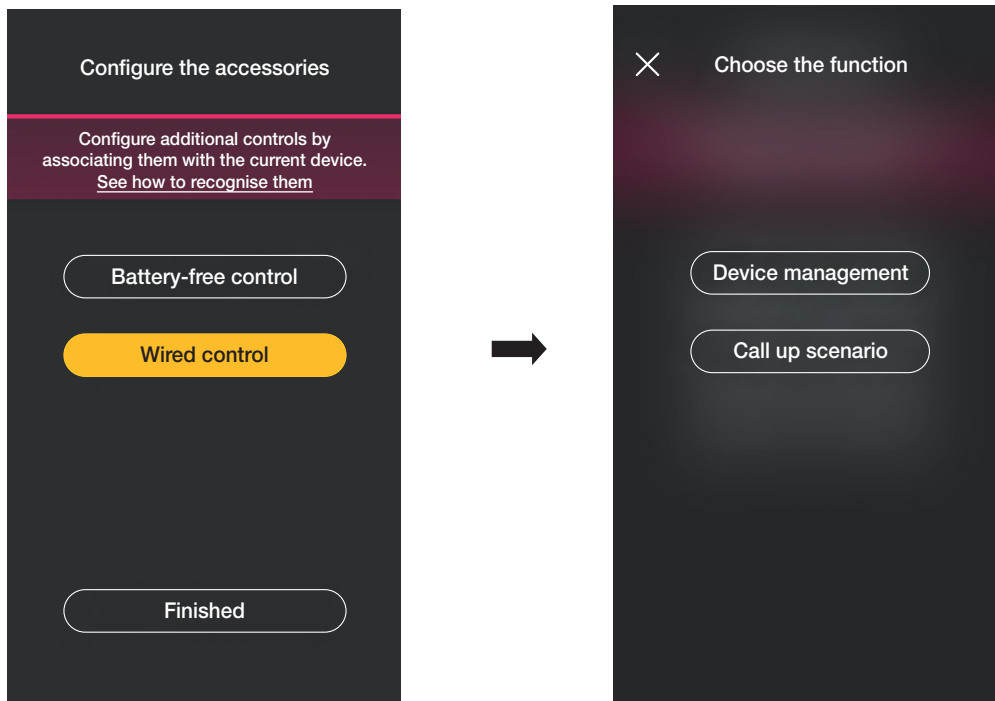 Configure the accessories
Configure additional controls by
associating them with the current device.
See how to recognise them
Battery-free control
Wired control
Finished
Choose the function
Device management
Call up scenario